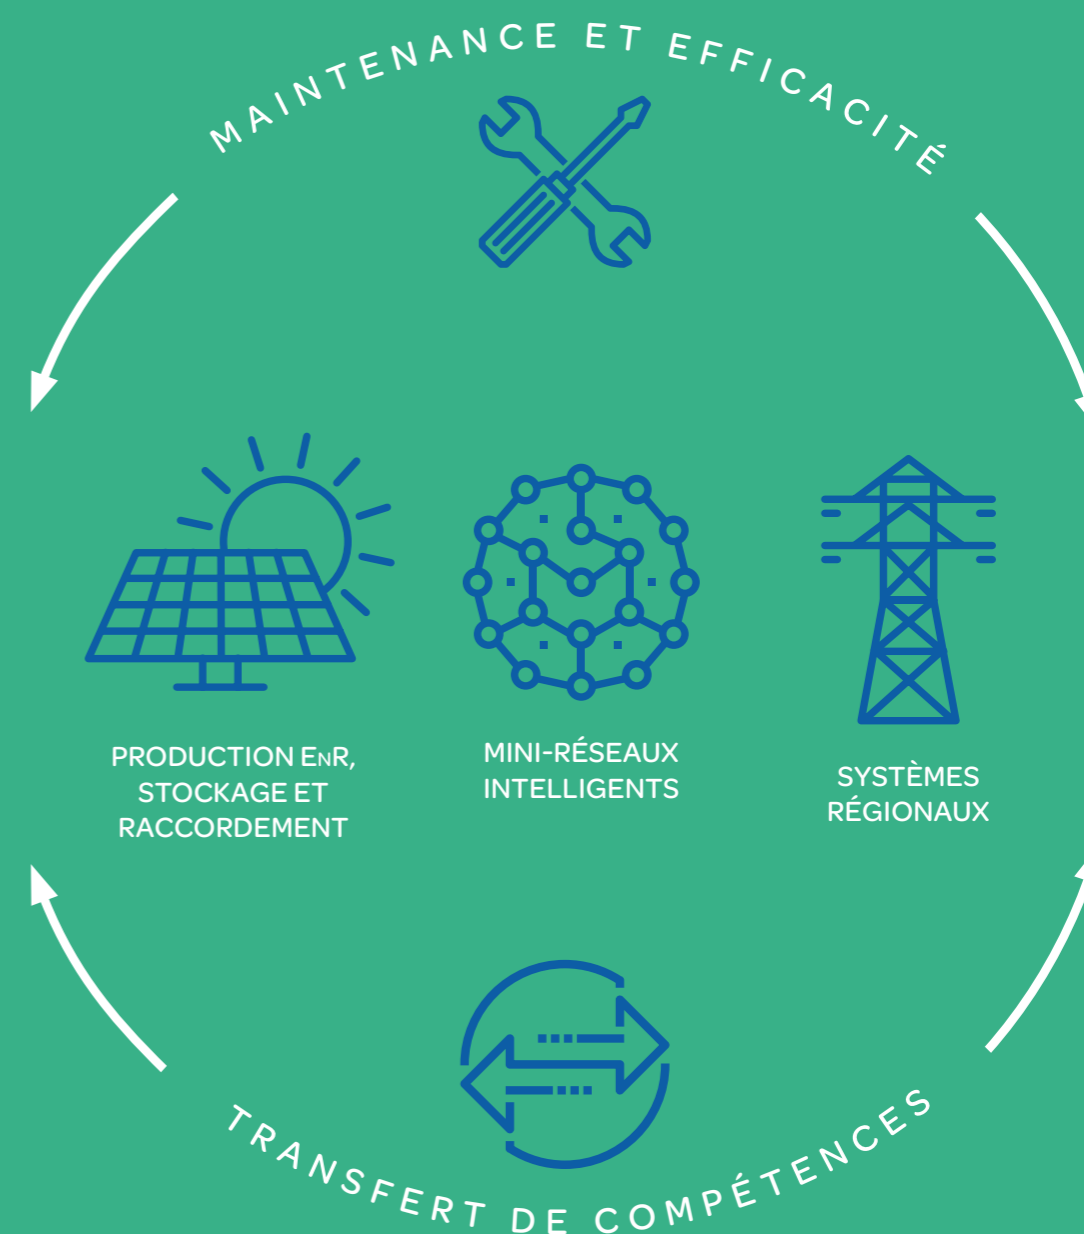 MAINTENANCE ET EFFICACITÉ
PRODUCTION ENR,
STOCKAGE ET
RACCORDEMENT
MINI-RÉSEAUX
INTELLIGENTS
SYSTÈMES
RÉGIONAUX
TRANSFERT DE COMPÉTENCES